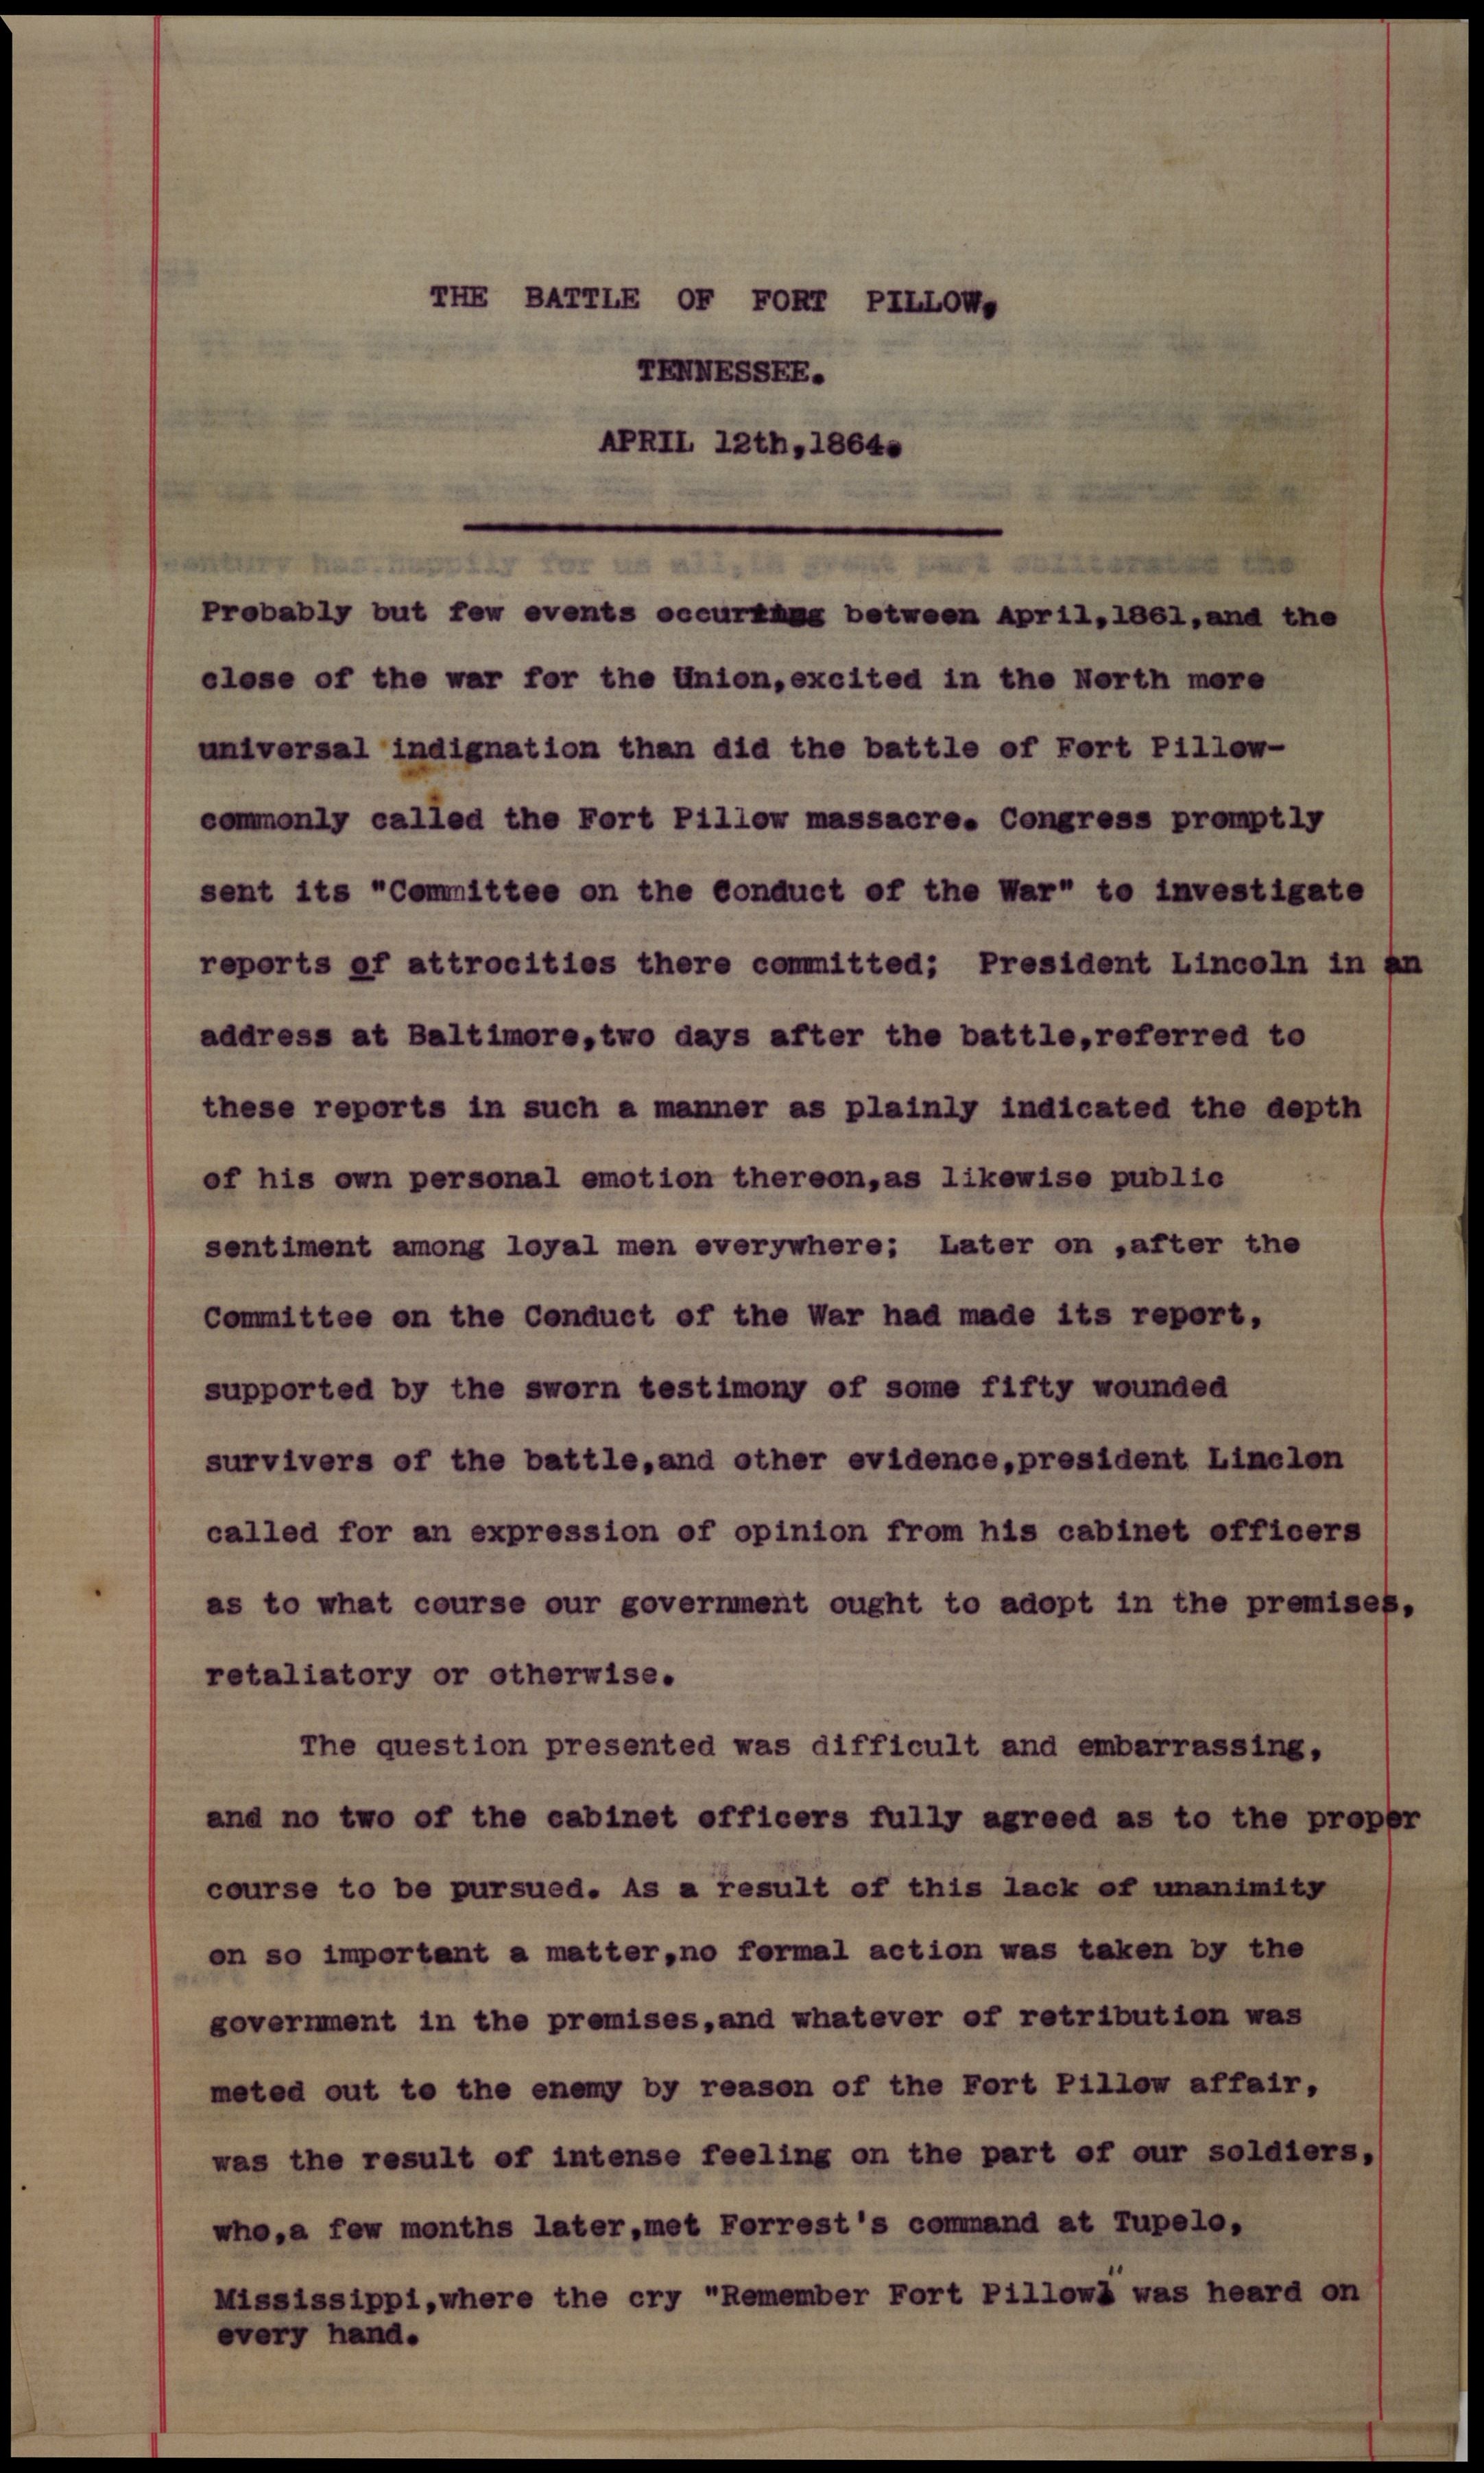 THE BATTLE OF FORT PILLOW,
TENNESSEE.
APRIL 12th,1864.
century has happily for us all,in great part obliterated the
Probably but few events occurring between April,1861,and the
close of the war for the Union,excited in the North more
universal indignation than did the battle of Fort Pillow-
commonly called the Fort Pillow massacre. Congress promptly
sent its "Committee on the Conduct of the War" to investigate
reports of attrocities there committed; President Lincoln in an
address at Baltimore,two days after the battle,referred to
these reports in such a manner as plainly indicated the depth
of his own personal emotion thereon,as likewise public
sentiment among loyal men everywhere; Later on ,after the
Committee on the Conduct of the War had made its report,
supported by the sworn testimony of some fifty wounded
survivers of the battle,and other evidence,president Linclon
called for an expression of opinion from his cabinet officers
as to what course our government ought to adopt in the premises,
retaliatory or otherwise.
The question presented was difficult and embarrassing,
and no two of the cabinet officers fully agreed as to the proper
course to be pursued. As a result of this lack of unanimity
on so important a matter,no formal action was taken by the
government in the premises,and whatever of retribution was
meted out to the enemy by reason of the Fort Pillow affair,
was the result of intense feeling on the part of our soldiers,
who,a few months later,met Forrest's command at Tupelo,
Mississippi,where the cry "Remember Fort Pillow!" was heard on
every hand.